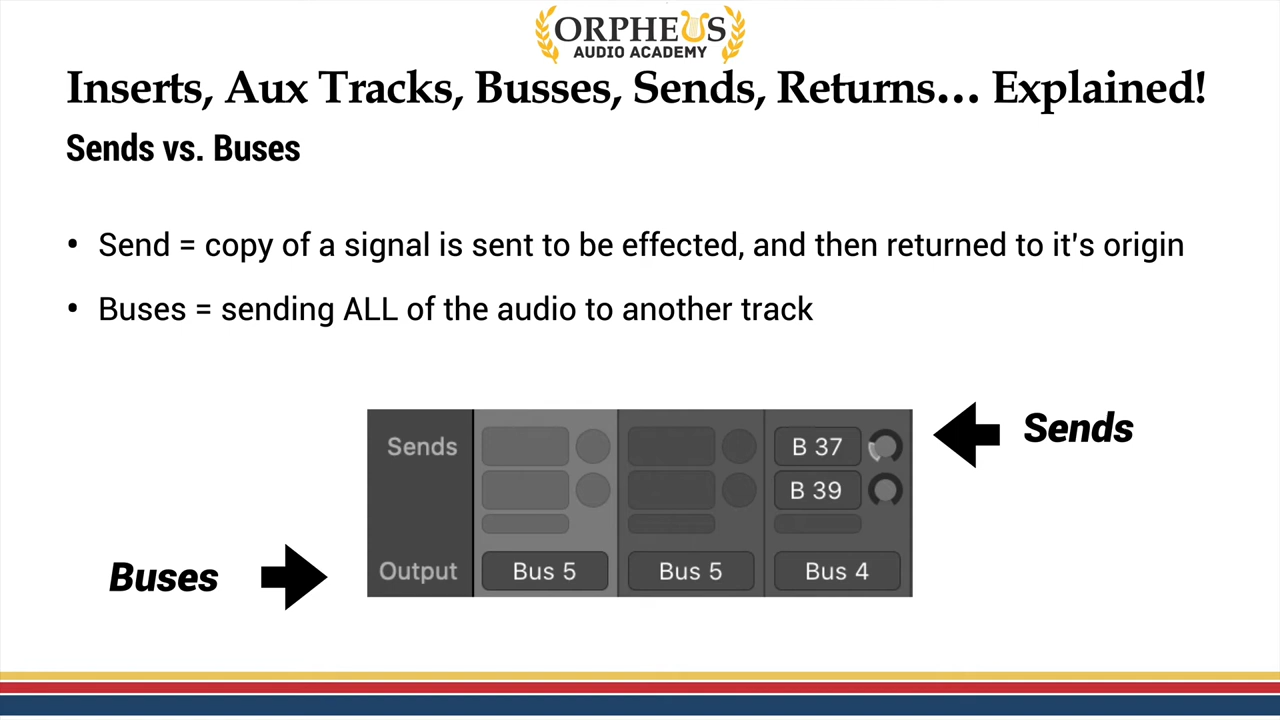 ORPHEUS
AUDIO ACADEMY
Inserts, Aux Tracks, Busses, Sends, Returns... Explained!
Sends vs. Buses
• Send = copy of a signal is sent to be effected, and then returned to it's origin
• Buses = sending ALL of the audio to another track
Sends B 37
B 39
Output Bus 5 Bus 5 Bus 4
Sends
Buses